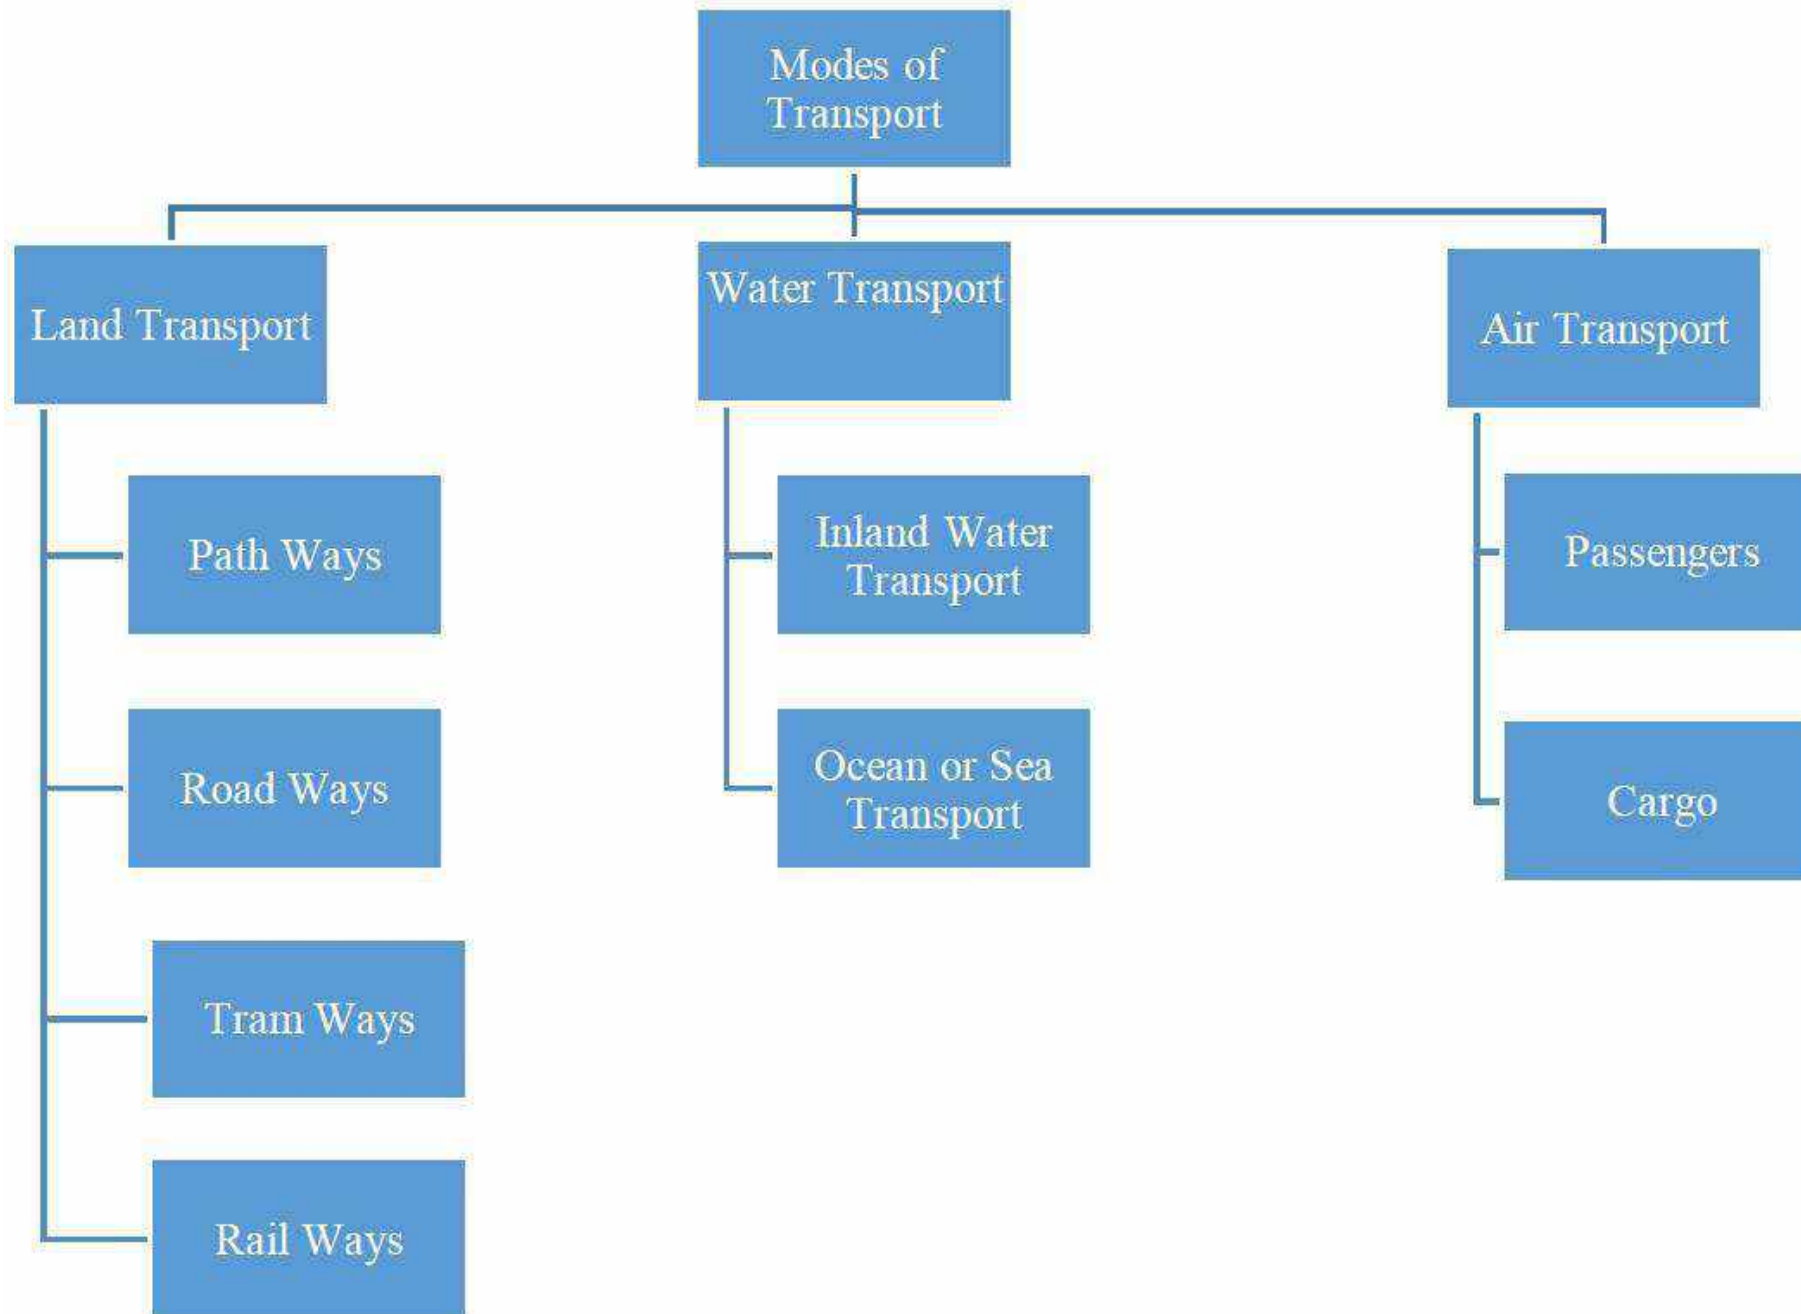 Modes of
Transport
Land Transport
Water Transport
Air Transport
Path Ways
Road Ways
Tram Ways
Rail Ways
Inland Water
Transport
Ocean or Sea
Transport
Passengers
Cargo